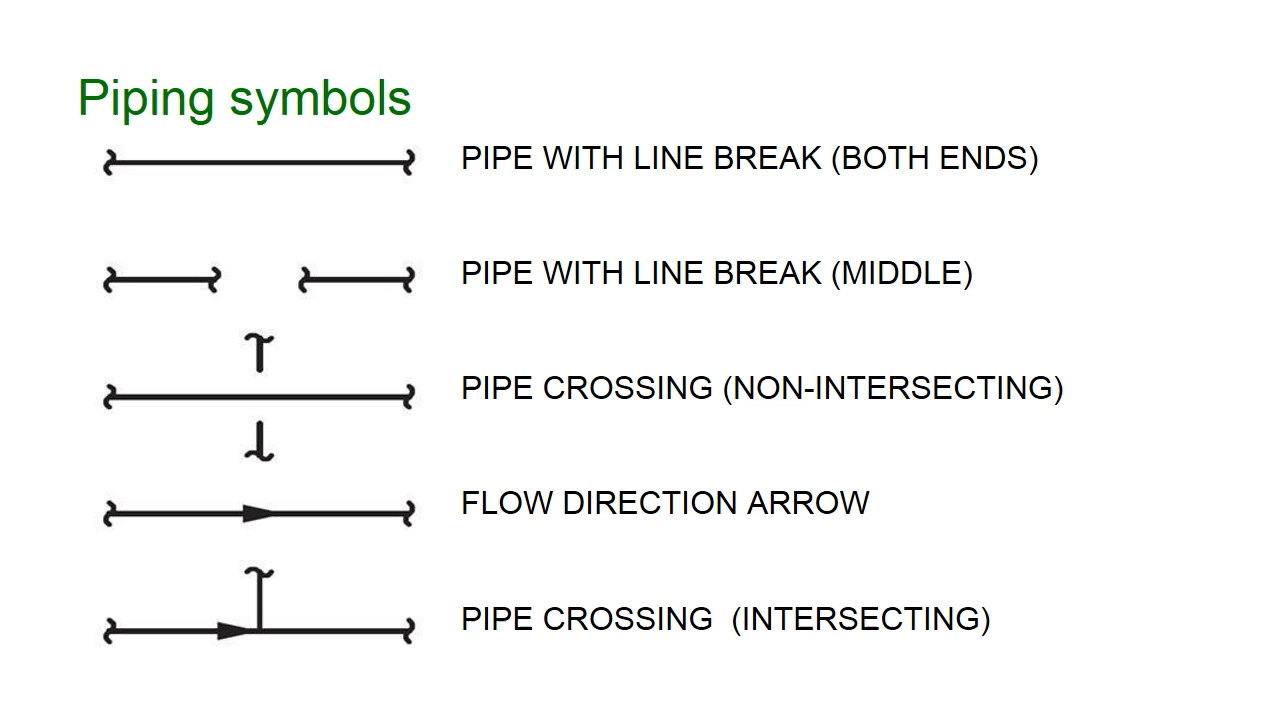 Piping symbols
PIPE WITH LINE BREAK (BOTH ENDS)
PIPE WITH LINE BREAK (MIDDLE)
PIPE CROSSING (NON-INTERSECTING)
FLOW DIRECTION ARROW
PIPE CROSSING  (INTERSECTING)